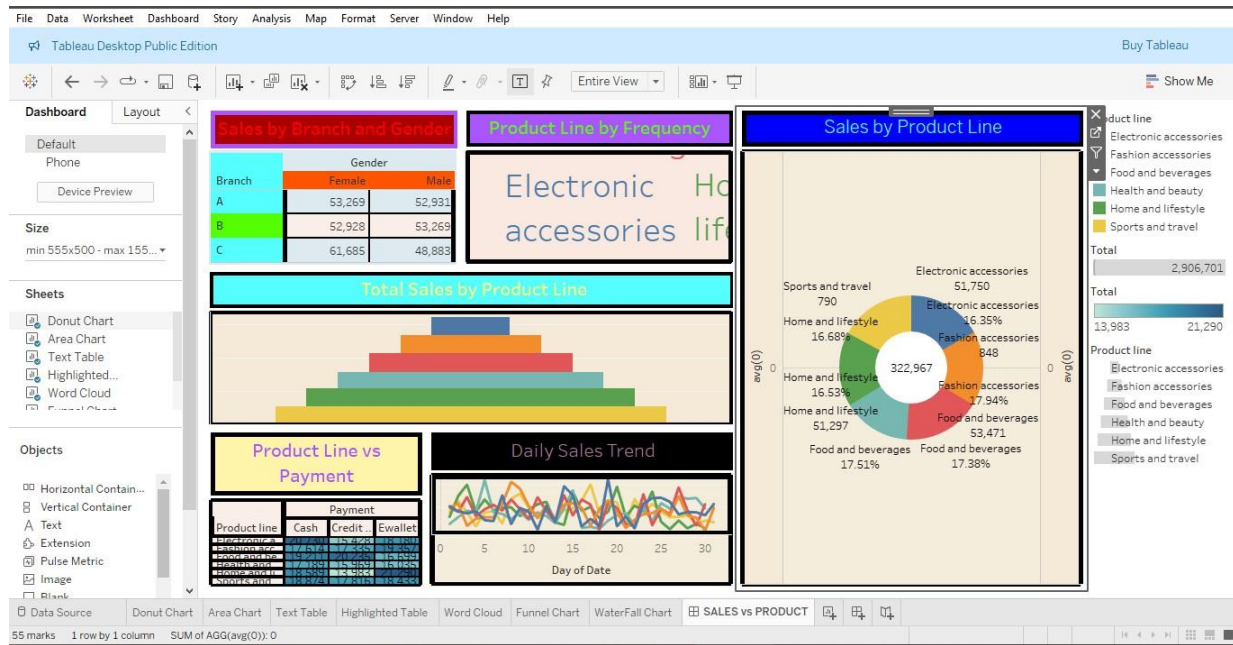 File Data Worksheet Dashboard Story Analysis Map Format Server Window Help
Tableau Desktop Public Edition
Buy Tableau
Entire View
Show Me
Dashboard
Layout
Default
Phone
Device Preview
Size
min 555x500 - max 155...
Sheets
Donut Chart
Area Chart
Text Table
Highlighted...
Word Cloud
Objects
Horizontal Contain...
Vertical Container
A Text
Extension
Pulse Metric
Image
Blank
Sales by Branch and Gender
Gender
Branch Female Male
A 53,269 52,931
B 52,928 53,269
C 61,685 48,883
Product Line by Frequency
Electronic
accessories
Total Sales by Product Line
Product Line vs
Payment
Payment
Product line Cash Credit .. Ewallet
Daily Sales Trend
0 5 10 15 20 25 30
Day of Date
Sales by Product Line
Electronic accessories
51,750
Sports and travel
790
Electronic accessories
16.35%
Home and lifestyle
16.68%
Fashion accessories
848
322,967
Home and lifestyle
16.53%
Fashion accessories
17.94%
Home and lifestyle
51,297
Food and beverages
53,471
Food and beverages
17.51%
Food and beverages
17.38%
avg(0)
0
0
avg(0)
duct line
Electronic accessories
Fashion accessories
Food and beverages
Health and beauty
Home and lifestyle
Sports and travel
Total
2,906,701
Total
13,983 21,290
Product line
Electronic accessories
Fashion accessories
Food and beverages
Health and beauty
Home and lifestyle
Sports and travel
Data Source Donut Chart Area Chart Text Table Highlighted Table Word Cloud Funnel Chart WaterFall Chart SALES vs PRODUCT
55 marks 1 row by 1 column SUM of AGG(avg(0)): 0